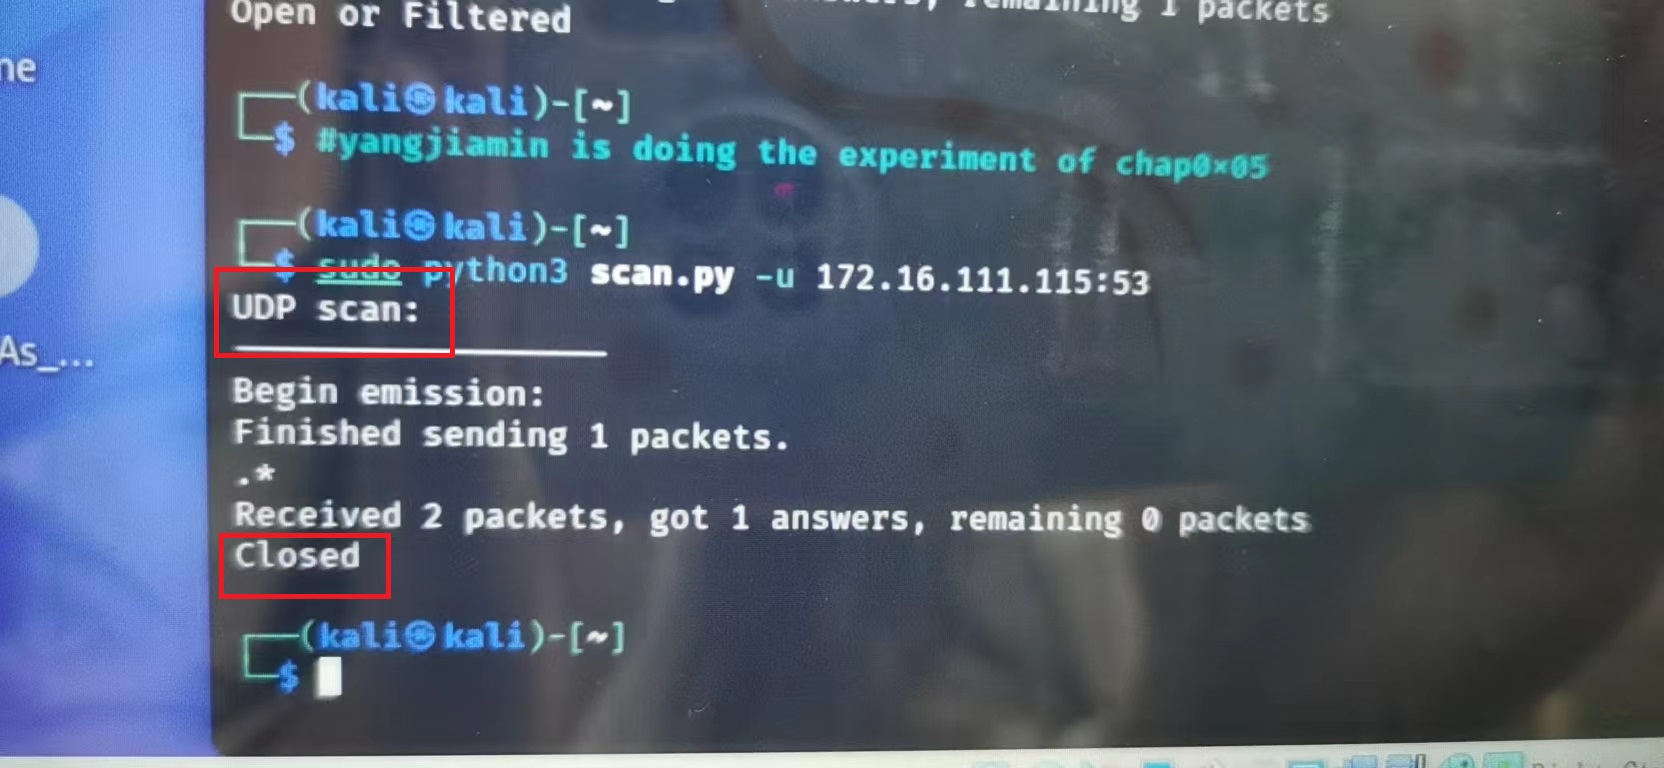 remaining 1 packets
Open or Filtered
ne
(kali㉿kali)-[~]
$ #yangjiamin is doing the experiment of chap0×05
(kali㉿kali)-[~]
$ sudo python3 scan.py -u 172.16.111.115:53
UDP scan:
As_...
Begin emission:
Finished sending 1 packets.
.*
Received 2 packets, got 1 answers, remaining 0 packets
Closed
(kali㉿kali)-[~]
$